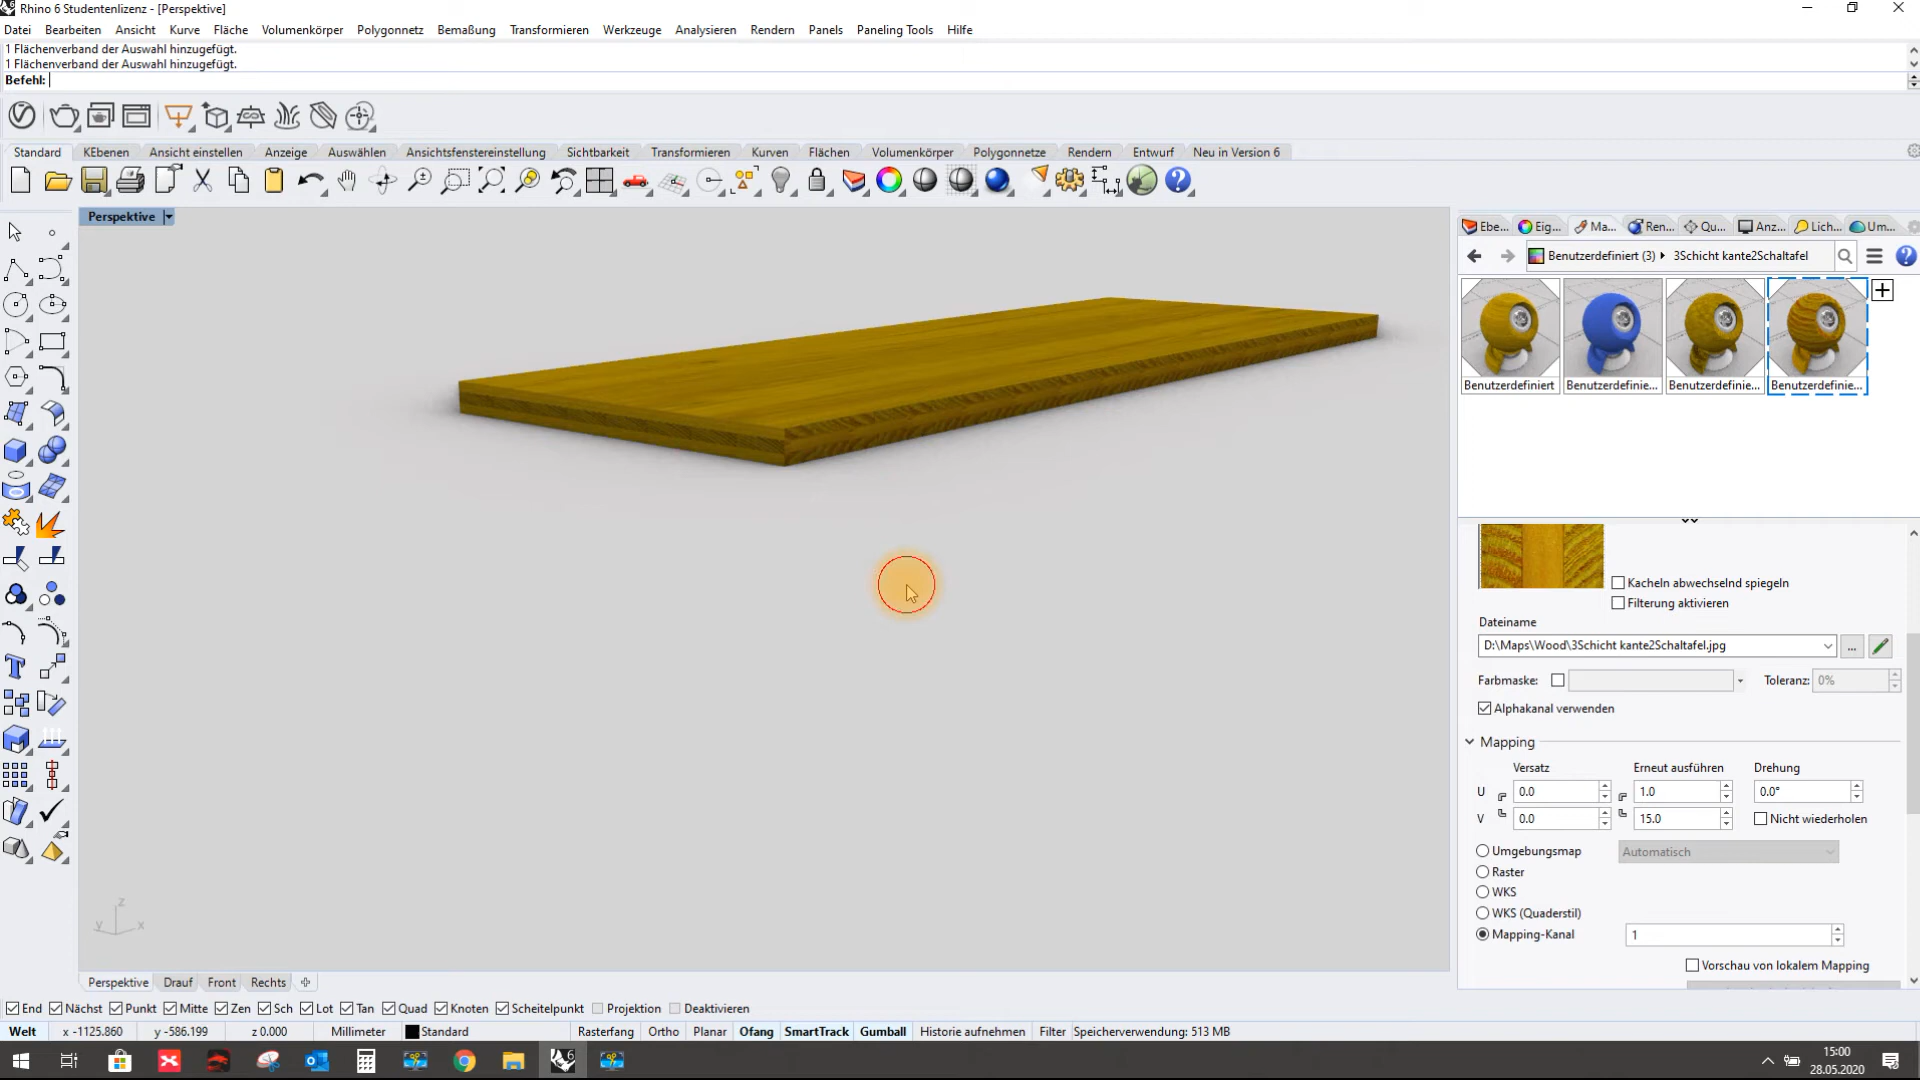 Rhino 6 Studentenlizenz - [Perspektive]
Datei Bearbeiten Ansicht Kurve Fläche Volumenkörper Polygonnetz Bemaßung Transformieren Werkzeuge Analysieren Rendern Panels Paneling Tools Hilfe
1 Flächenverband der Auswahl hinzugefügt.
1 Flächenverband der Auswahl hinzugefügt.
Befehl:
Standard KEbenen Ansicht einstellen Anzeige Auswählen Ansichtsfenstereinstellung Sichtbarkeit Transformieren Kurven Flächen Volumenkörper Polygonnetze Rendern Entwurf Neu in Version 6
Perspektive
Ebe... Eig... Ma... Ren... Qu... Anz... Lich... Um...
Benutzerdefiniert (3) 3Schicht kante2Schaltafel
Benutzerdefiniert Benutzerdefinie... Benutzerdefinie... Benutzerdefinie...
Kacheln abwechselnd spiegeln
Filterung aktivieren
Dateiname
D:\Maps\Wood\3Schicht kante2Schaltafel.jpg ...
Farbmaske: Toleranz: 0%
Alphakanal verwenden
Mapping
Versatz Erneut ausführen Drehung
U 0.0 1.0 0.0°
V 0.0 15.0 Nicht wiederholen
Umgebungsmap Automatisch
Raster
WKS
WKS (Quaderstil)
Mapping-Kanal 1
Vorschau von lokalem Mapping
z
y x
Perspektive Drauf Front Rechts
End Nächst Punkt Mitte Zen Sch Lot Tan Quad Knoten Scheitelpunkt Projektion Deaktivieren
Welt x -1125.860 y -586.199 z 0.000 Millimeter Standard Rasterfang Ortho Planar Ofang SmartTrack Gumball Historie aufnehmen Filter Speicherverwendung: 513 MB
15:00
28.05.2020